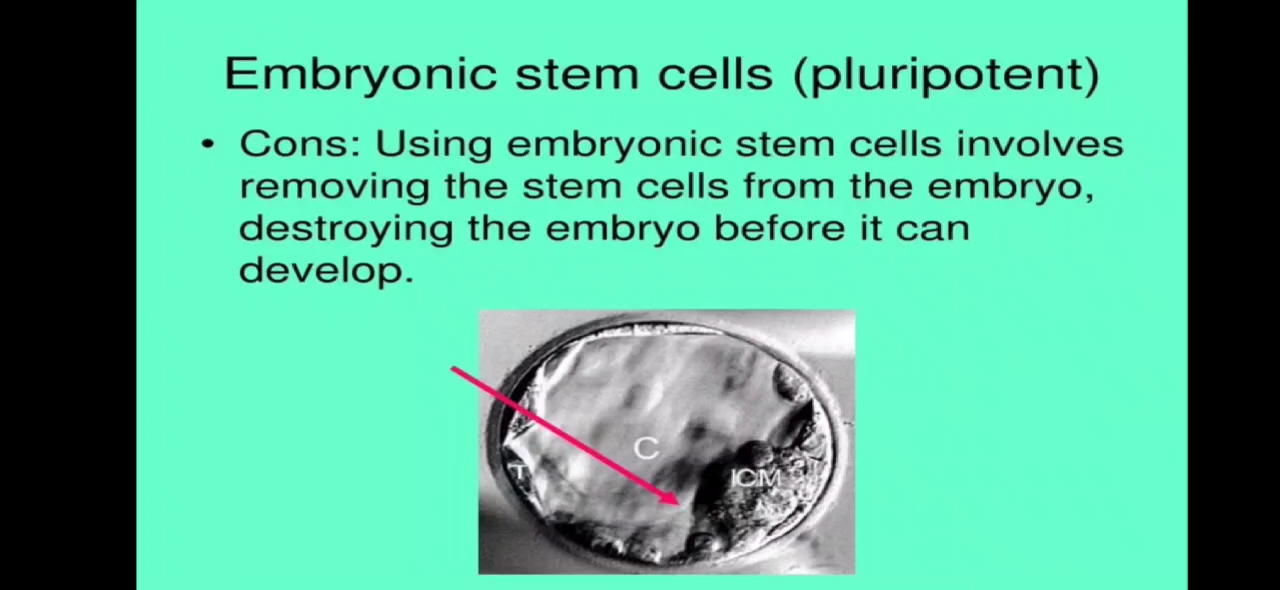 Embryonic stem cells (pluripotent)
• Cons: Using embryonic stem cells involves
removing the stem cells from the embryo,
destroying the embryo before it can
develop.
C
T
ICM